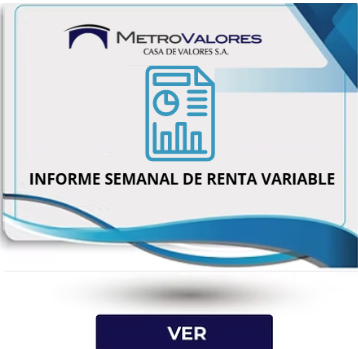 METROVALORES
CASA DE VALORES S.A.
INFORME SEMANAL DE RENTA VARIABLE
VER